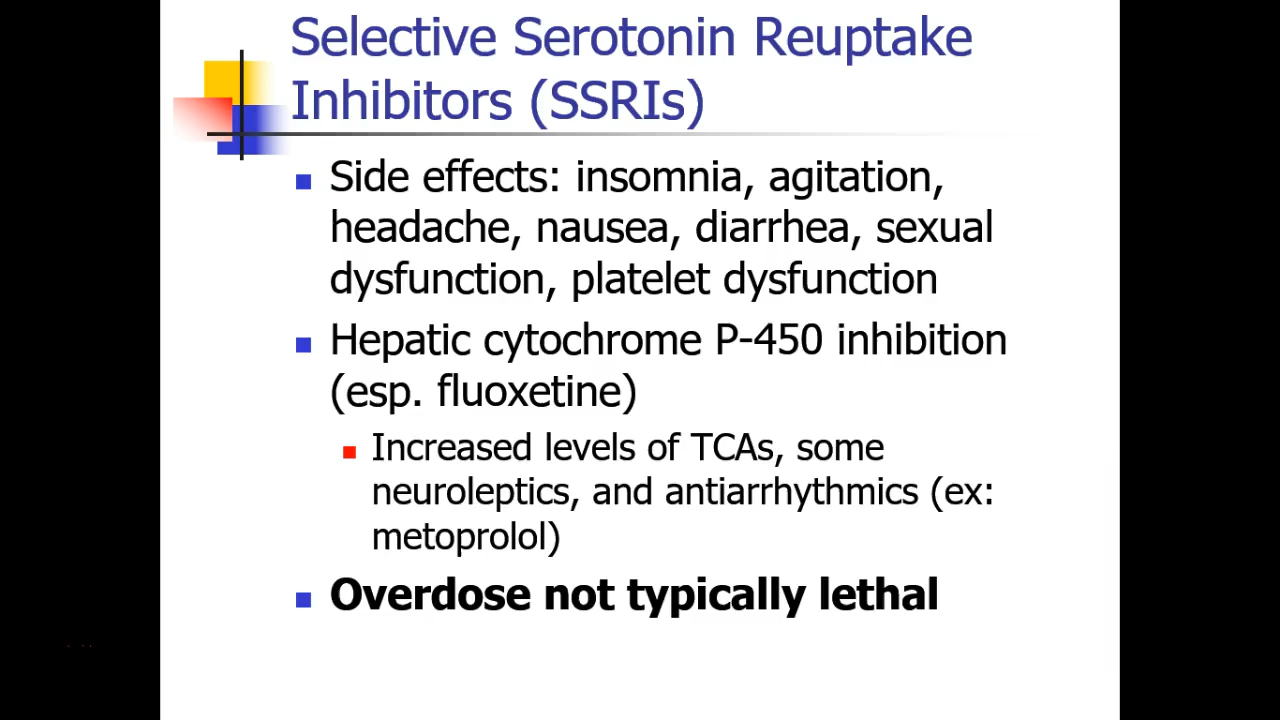 Selective Serotonin Reuptake
Inhibitors (SSRIs)
Side effects: insomnia, agitation,
headache, nausea, diarrhea, sexual
dysfunction, platelet dysfunction
Hepatic cytochrome P-450 inhibition
(esp. fluoxetine)
Increased levels of TCAs, some
neuroleptics, and antiarrhythmics (ex:
metoprolol)
Overdose not typically lethal